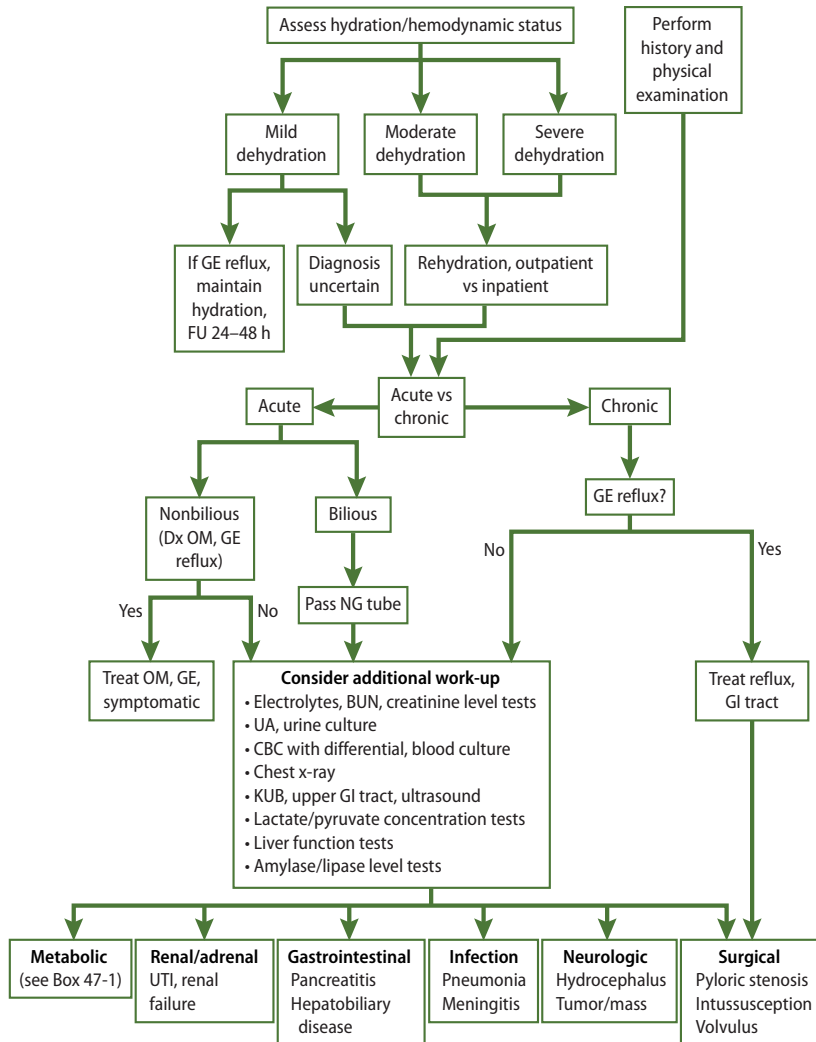 Assess hydration/hemodynamic status
Perform
history and
physical
examination
Mild
dehydration
Moderate
dehydration
Severe
dehydration
If GE reflux,
maintain
hydration,
FU 24–48 h
Diagnosis
uncertain
Rehydration, outpatient
vs inpatient
Acute
Acute vs
chronic
Chronic
Nonbilious
(Dx OM, GE
reflux)
Bilious
GE reflux?
No
Yes
Yes
No
Pass NG tube
Treat OM, GE,
symptomatic
Consider additional work-up
• Electrolytes, BUN, creatinine level tests
• UA, urine culture
• CBC with differential, blood culture
• Chest x-ray
• KUB, upper GI tract, ultrasound
• Lactate/pyruvate concentration tests
• Liver function tests
• Amylase/lipase level tests
Treat reflux,
GI tract
Metabolic
(see Box 47-1)
Renal/adrenal
UTI, renal
failure
Gastrointestinal
Pancreatitis
Hepatobiliary
disease
Infection
Pneumonia
Meningitis
Neurologic
Hydrocephalus
Tumor/mass
Surgical
Pyloric stenosis
Intussusception
Volvulus